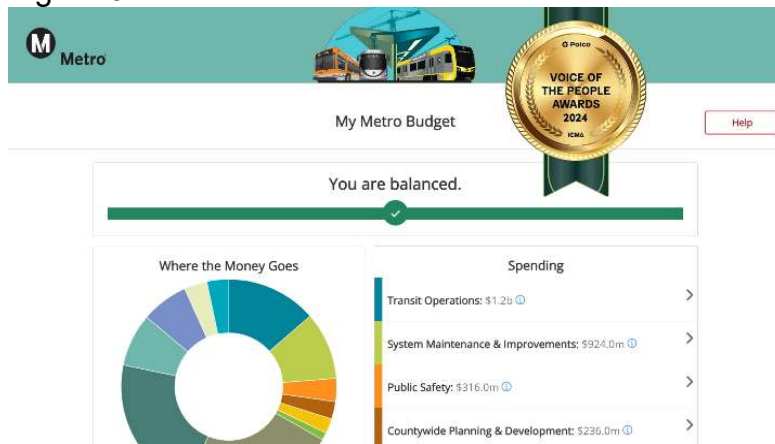 M
Metro
Polco
VOICE OF
THE PEOPLE
AWARDS
2024
ICMA
My Metro Budget
Help
You are balanced.
Where the Money Goes
Spending
Transit Operations: $1.2b
System Maintenance & Improvements: $924.0m
Public Safety: $316.0m
Countywide Planning & Development: $236.0m